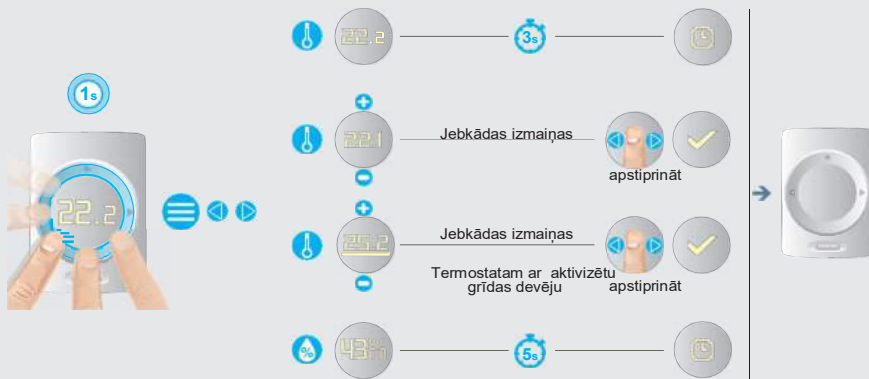 22.2
3s
1s
22.1
Jebkādas izmaiņas
apstiprināt
22.2
25.2
Jebkādas izmaiņas
Termostatam ar aktivizētu
grīdas devēju
apstiprināt
%
43%
5s